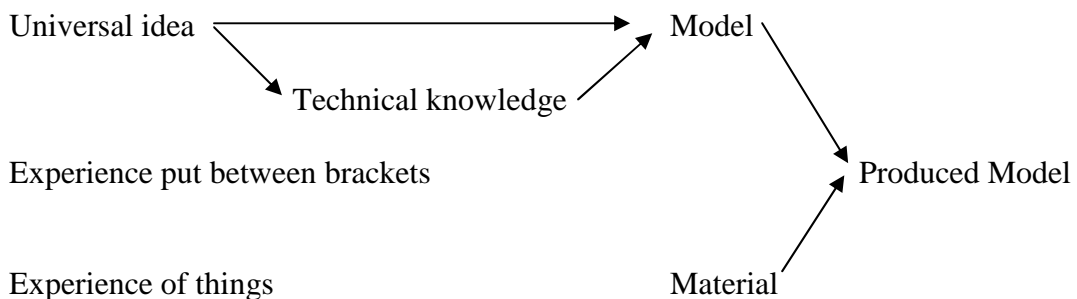 Universal idea Model
Technical knowledge
Experience put between brackets Produced Model
Experience of things Material